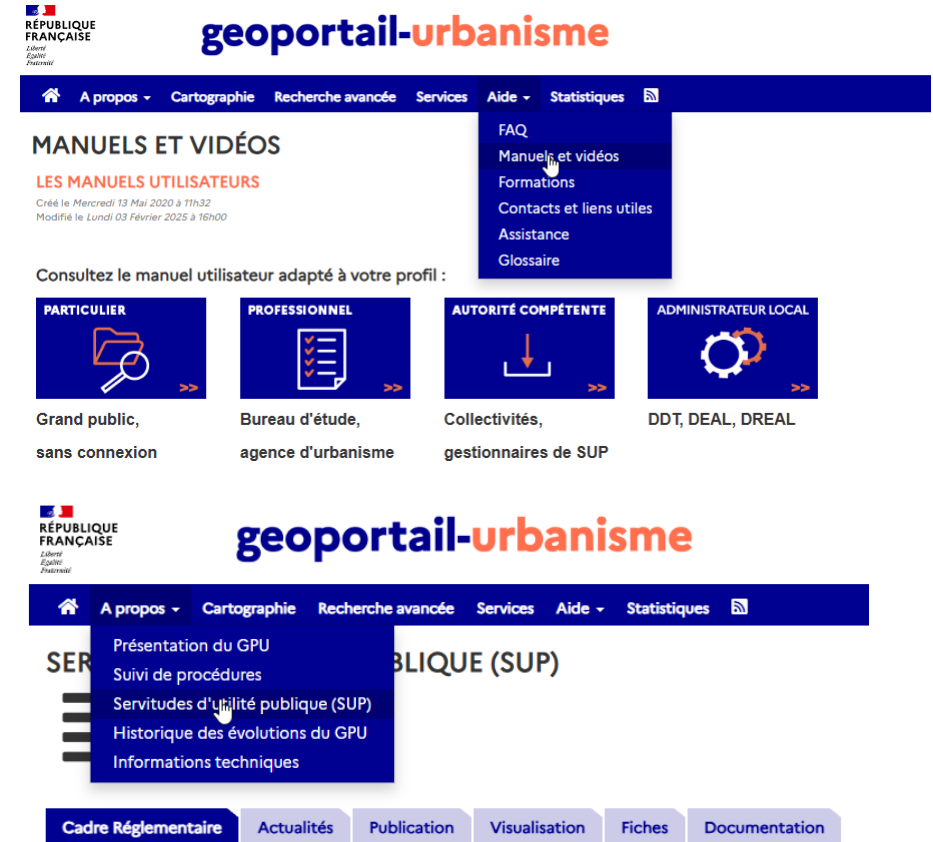 RÉPUBLIQUE
FRANÇAISE
Liberté
Égalité
Fraternité
geoportail-urbanisme
A propos Cartographie Recherche avancée Services Aide Statistiques
FAQ
Manuels et vidéos
Formations
Contacts et liens utiles
Assistance
Glossaire
MANUELS ET VIDÉOS
LES MANUELS UTILISATEURS
Créé le Mercredi 13 Mai 2020 à 11h32
Modifié le Lundi 03 Février 2025 à 16h00
Consultez le manuel utilisateur adapté à votre profil :
PARTICULIER
>>
PROFESSIONNEL
>>
AUTORITÉ COMPÉTENTE
>>
ADMINISTRATEUR LOCAL
>>
Grand public,
sans connexion
Bureau d'étude,
agence d'urbanisme
Collectivités,
gestionnaires de SUP
DDT, DEAL, DREAL
RÉPUBLIQUE
FRANÇAISE
Liberté
Égalité
Fraternité
geoportail-urbanisme
A propos Cartographie Recherche avancée Services Aide Statistiques
Présentation du GPU
Suivi de procédures
Servitudes d'utilité publique (SUP)
Historique des évolutions du GPU
Informations techniques
SER BLIQUE (SUP)
Cadre Réglementaire Actualités Publication Visualisation Fiches Documentation